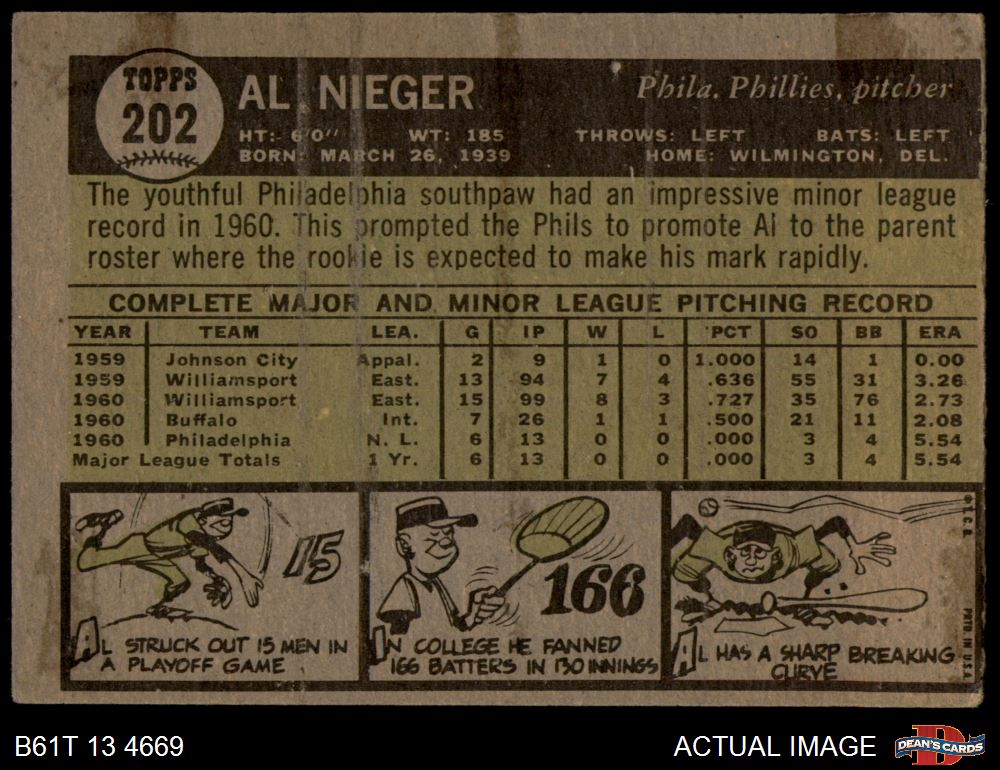 TOPPS
202
AL NIEGER
Phila. Phillies, pitcher
HT: 6'0" WT: 185 THROWS: LEFT BATS: LEFT
BORN: MARCH 26, 1939 HOME: WILMINGTON, DEL.
The youthful Philadelphia southpaw had an impressive minor league
record in 1960. This prompted the Phils to promote Al to the parent
roster where the rookie is expected to make his mark rapidly.
COMPLETE MAJOR AND MINOR LEAGUE PITCHING RECORD
YEAR TEAM LEA. G IP W L PCT SO BB ERA
1959 Johnson City Appal. 2 9 1 0 1.000 14 1 0.00
1959 Williamsport East. 13 94 7 4 .636 55 31 3.26
1960 Williamsport East. 15 99 8 3 .727 35 76 2.73
1960 Buffalo Int. 7 26 1 1 .500 21 11 2.08
1960 Philadelphia N. L. 6 13 0 0 .000 3 4 5.54
Major League Totals 1 Yr. 6 13 0 0 .000 3 4 5.54
15
AL STRUCK OUT 15 MEN IN
A PLAYOFF GAME
166
IN COLLEGE HE FANNED
166 BATTERS IN 130 INNINGS
AL HAS A SHARP BREAKING
CURVE
© T. C. G. PRTD. IN U.S.A.
B61T 13 4669
ACTUAL IMAGE
D
DEAN'S CARDS